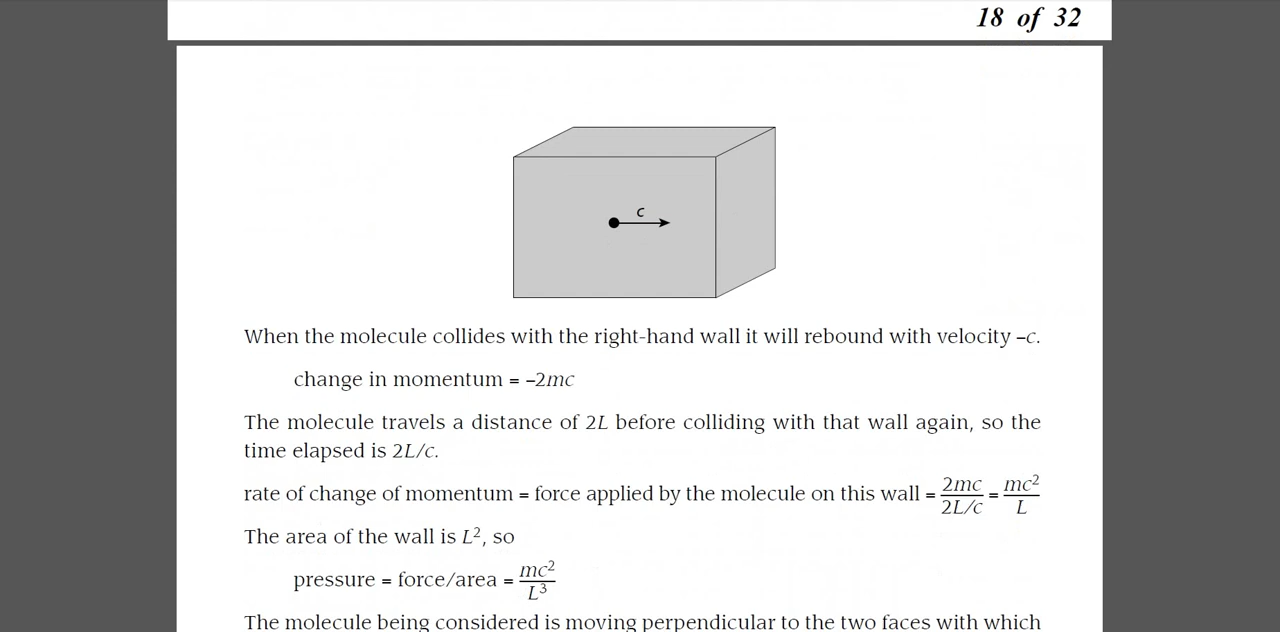 18 of 32
c
When the molecule collides with the right-hand wall it will rebound with velocity –c.
change in momentum = –2mc
The molecule travels a distance of 2L before colliding with that wall again, so the
time elapsed is 2L/c.
rate of change of momentum = force applied by the molecule on this wall = 2mc / 2L/c = mc² / L
The area of the wall is L², so
pressure = force/area = mc² / L³
The molecule being considered is moving perpendicular to the two faces with which